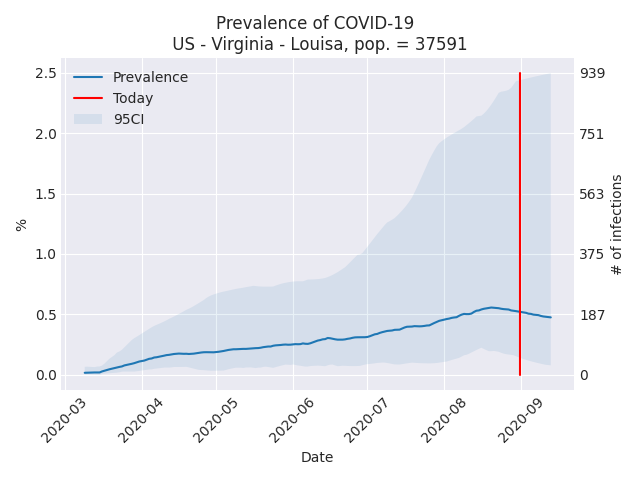 Prevalence of COVID-19
US - Virginia - Louisa, pop. = 37591
Prevalence
Today
95CI
2.5
2.0
1.5
1.0
0.5
0.0
%
939
751
563
375
187
0
# of infections
2020-03
2020-04
2020-05
2020-06
2020-07
2020-08
2020-09
Date